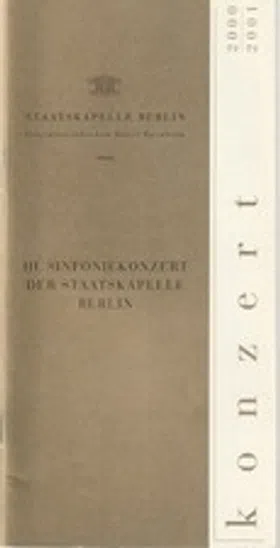 STAATSKAPELLE BERLIN
III. SINFONIEKONZERT
DER STAATSKAPELLE
BERLIN
konzert
2000
2001